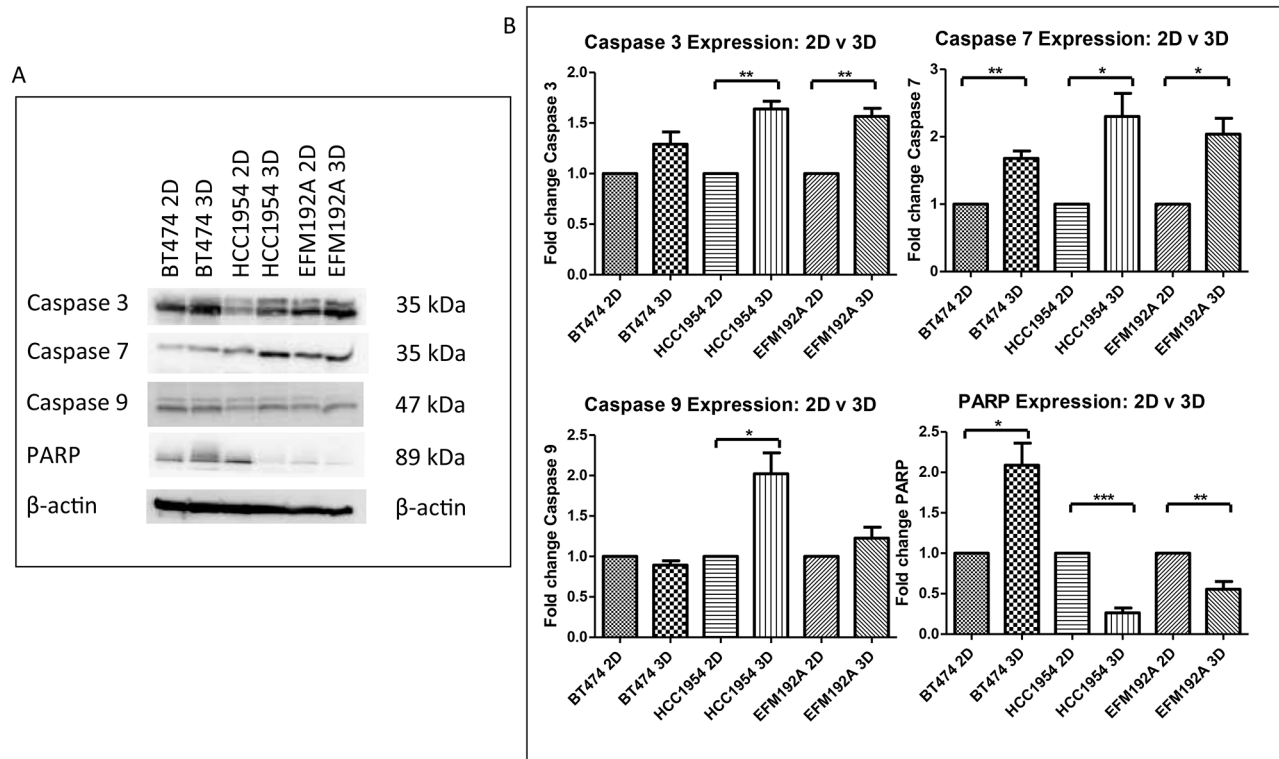 A
BT474 2D
BT474 3D
HCC1954 2D
HCC1954 3D
EFM192A 2D
EFM192A 3D
Caspase 3 35 kDa
Caspase 7 35 kDa
Caspase 9 47 kDa
PARP 89 kDa
β-actin β-actin
B
Caspase 3 Expression: 2D v 3D
Fold change Caspase 3
2.0
1.5
1.0
0.5
0.0
** **
BT474 2D
BT474 3D
HCC1954 2D
HCC1954 3D
EFM192A 2D
EFM192A 3D
Caspase 7 Expression: 2D v 3D
Fold change Caspase 7
3
2
1
0
** * *
BT474 2D
BT474 3D
HCC1954 2D
HCC1954 3D
EFM192A 2D
EFM192A 3D
Caspase 9 Expression: 2D v 3D
Fold change Caspase 9
2.5
2.0
1.5
1.0
0.5
0.0
*
BT474 2D
BT474 3D
HCC1954 2D
HCC1954 3D
EFM192A 2D
EFM192A 3D
PARP Expression: 2D v 3D
Fold change PARP
2.5
2.0
1.5
1.0
0.5
0.0
* *** **
BT474 2D
BT474 3D
HCC1954 2D
HCC1954 3D
EFM192A 2D
EFM192A 3D